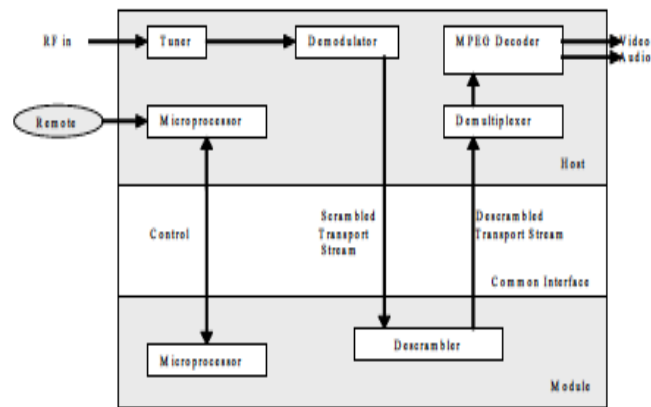 RF in
Tuner
Demodulator
MPEG Decoder
Video
Audio
Remote
Microprocessor
Demultiplexer
Host
Control
Scrambled
Transport
Stream
Descrambled
Transport Stream
Common Interface
Microprocessor
Descrambler
Module